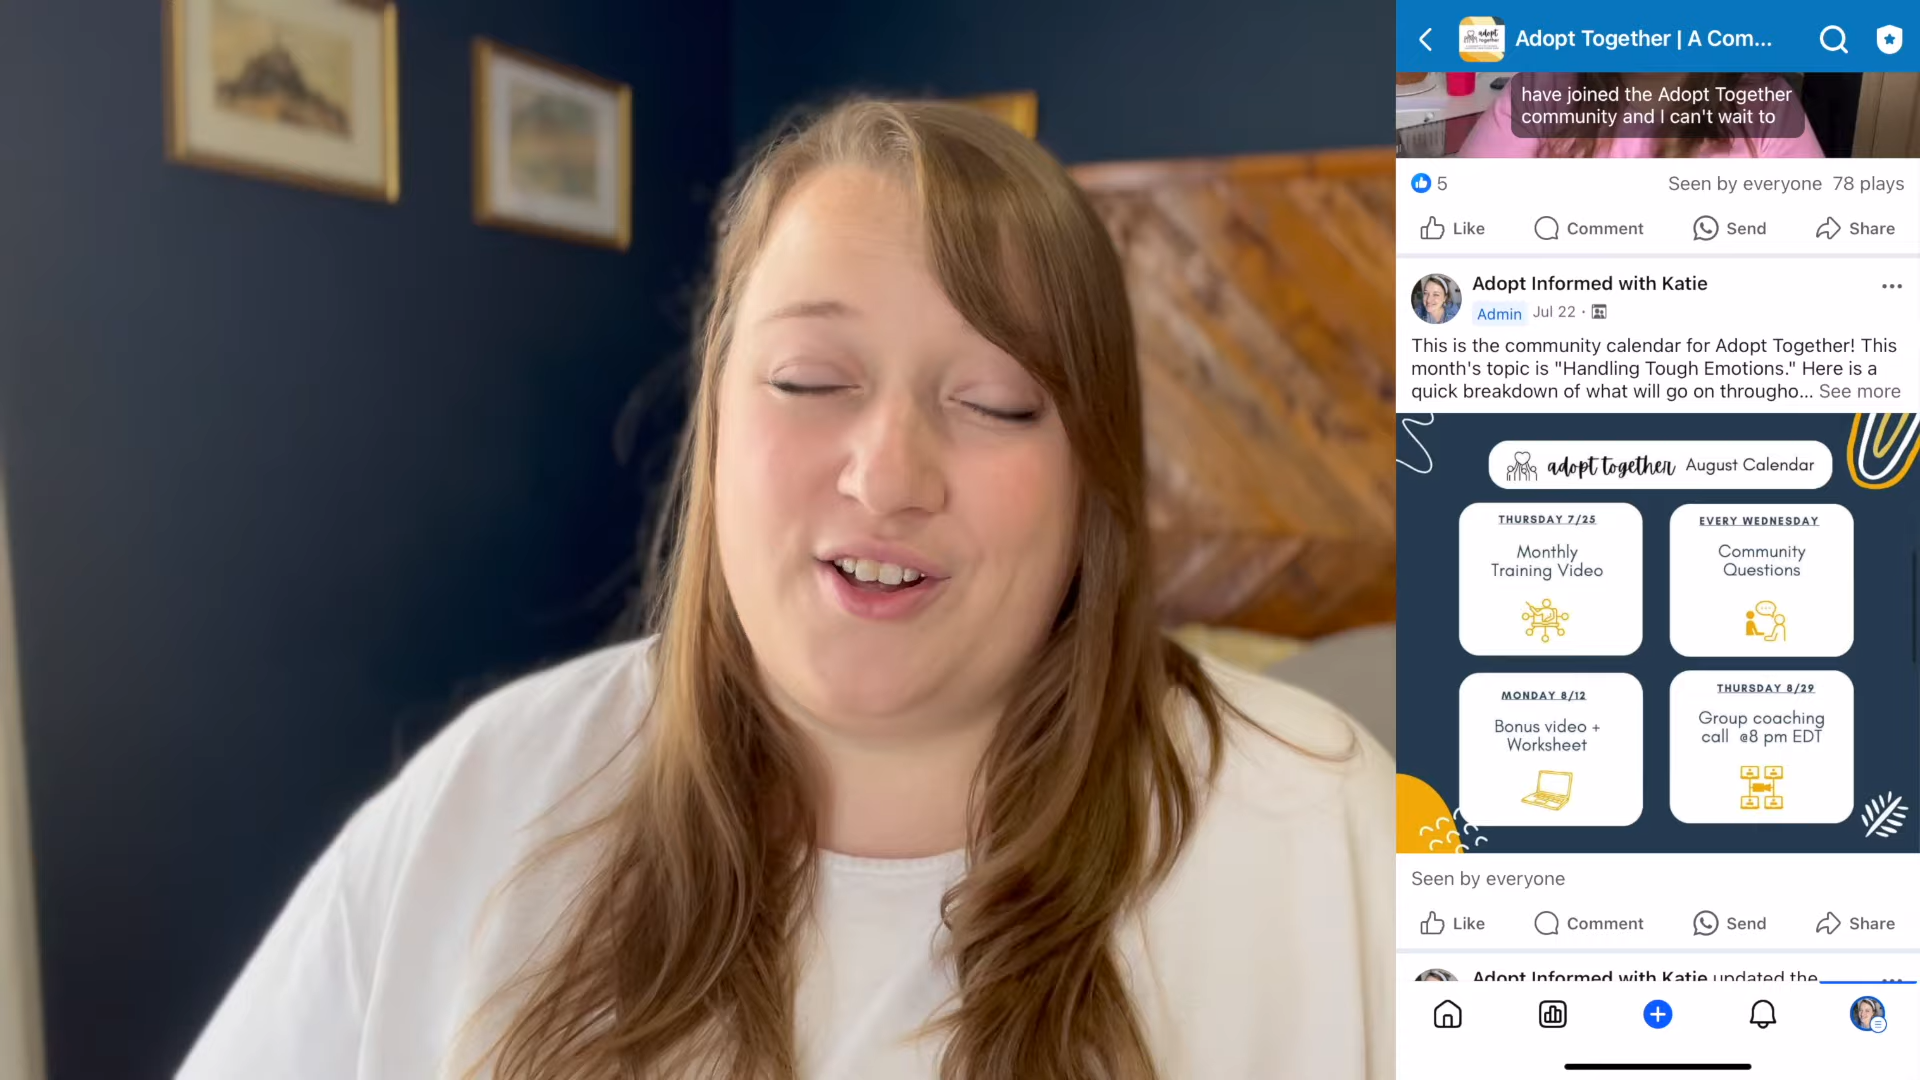 Adopt Together | A Com...
have joined the Adopt Together
community and I can't wait to
5
Seen by everyone 78 plays
Like Comment Send Share
Adopt Informed with Katie
Admin Jul 22 ·
This is the community calendar for Adopt Together! This
month's topic is "Handling Tough Emotions." Here is a
quick breakdown of what will go on througho... See more
adopt together August Calendar
THURSDAY 7/25
Monthly
Training Video
EVERY WEDNESDAY
Community
Questions
MONDAY 8/12
Bonus video +
Worksheet
THURSDAY 8/29
Group coaching
call @8 pm EDT
Seen by everyone
Like Comment Send Share
Adopt Informed with Katie updated the